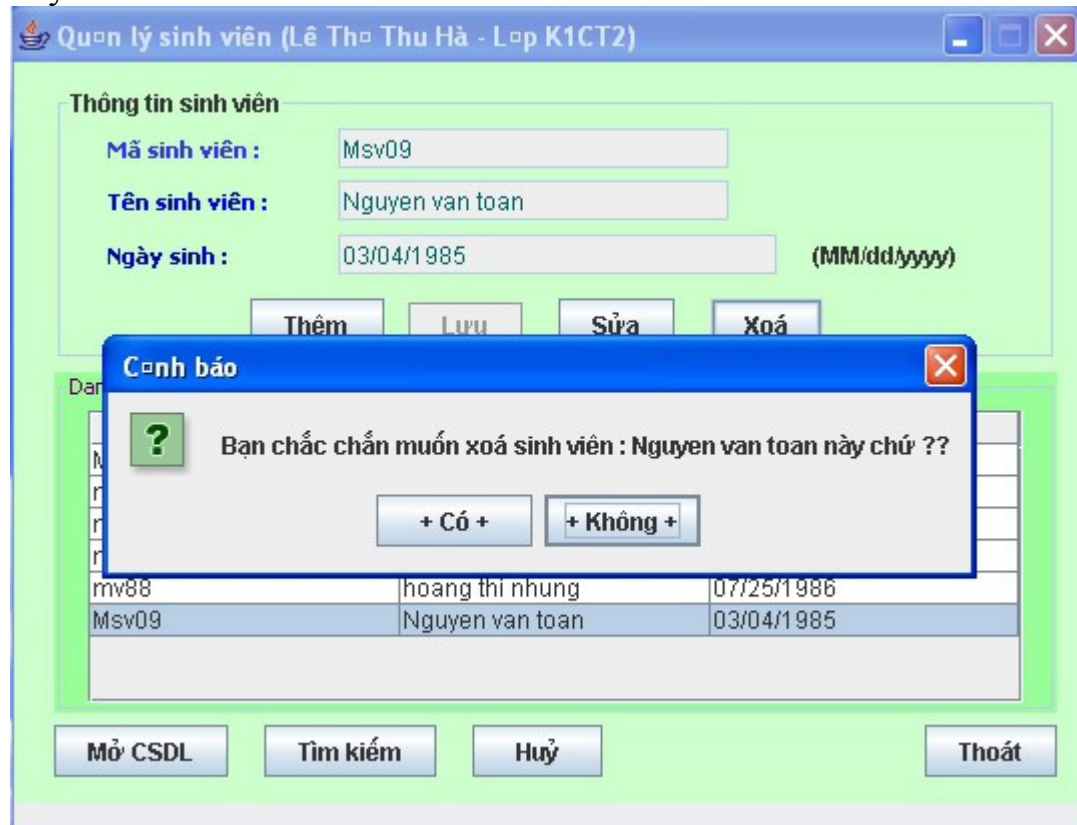 Qu¤n lý sinh viên (Lê Th¤ Thu Hà - L¤p K1CT2)
Thông tin sinh viên
Mã sinh viên : Msv09
Tên sinh viên : Nguyen van toan
Ngày sinh : 03/04/1985 (MM/dd/yyyy)
Thêm Lưu Sửa Xoá
C¤nh báo
Bạn chắc chắn muốn xoá sinh viên : Nguyen van toan này chứ ??
+ Có + + Không +
mv88 hoang thi nhung 07/25/1986
Msv09 Nguyen van toan 03/04/1985
Mở CSDL Tìm kiếm Huỷ Thoát